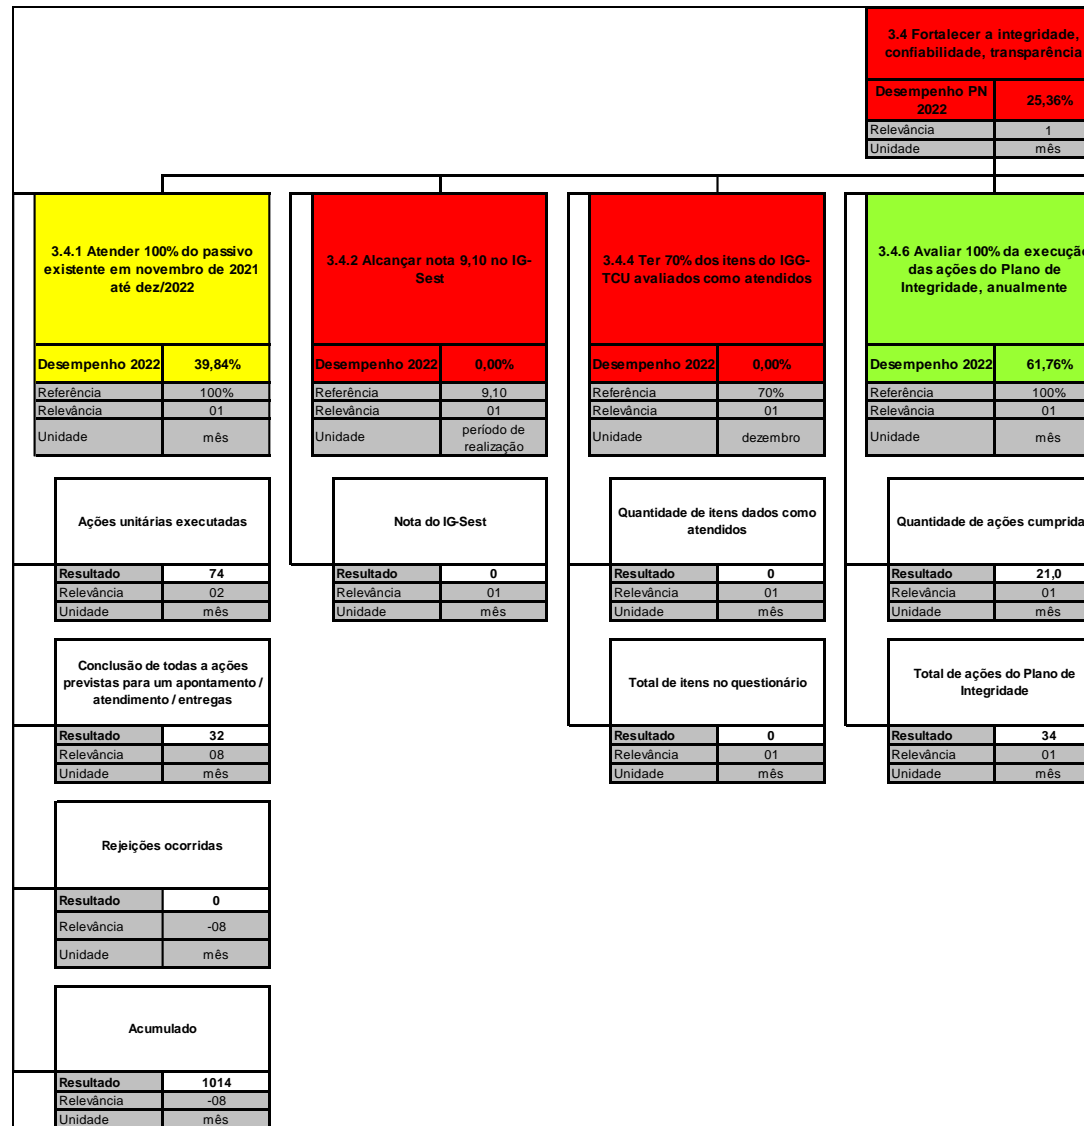 3.4 Fortalecer a integridade,
confiabilidade, transparência
Desempenho PN
2022
25,36%
Relevância 1
Unidade mês
3.4.1 Atender 100% do passivo
existente em novembro de 2021
até dez/2022
Desempenho 2022 39,84%
Referência 100%
Relevância 01
Unidade mês
3.4.2 Alcançar nota 9,10 no IG-
Sest
Desempenho 2022 0,00%
Referência 9,10
Relevância 01
Unidade período de
realização
3.4.4 Ter 70% dos itens do IGG-
TCU avaliados como atendidos
Desempenho 2022 0,00%
Referência 70%
Relevância 01
Unidade dezembro
3.4.6 Avaliar 100% da execução
das ações do Plano de
Integridade, anualmente
Desempenho 2022 61,76%
Referência 100%
Relevância 01
Unidade mês
Ações unitárias executadas
Resultado 74
Relevância 02
Unidade mês
Nota do IG-Sest
Resultado 0
Relevância 01
Unidade mês
Quantidade de itens dados como
atendidos
Resultado 0
Relevância 01
Unidade mês
Quantidade de ações cumprida
Resultado 21,0
Relevância 01
Unidade mês
Conclusão de todas a ações
previstas para um apontamento /
atendimento / entregas
Resultado 32
Relevância 08
Unidade mês
Total de itens no questionário
Resultado 0
Relevância 01
Unidade mês
Total de ações do Plano de
Integridade
Resultado 34
Relevância 01
Unidade mês
Rejeições ocorridas
Resultado 0
Relevância -08
Unidade mês
Acumulado
Resultado 1014
Relevância -08
Unidade mês